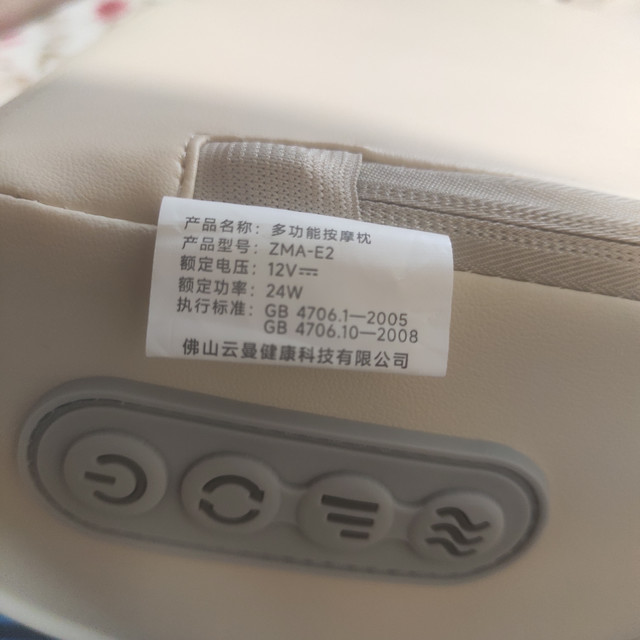 产品名称：多功能按摩枕
产品型号：ZMA-E2
额定电压：12V⎓
额定功率：24W
执行标准：GB 4706.1—2005
GB 4706.10—2008
佛山云曼健康科技有限公司